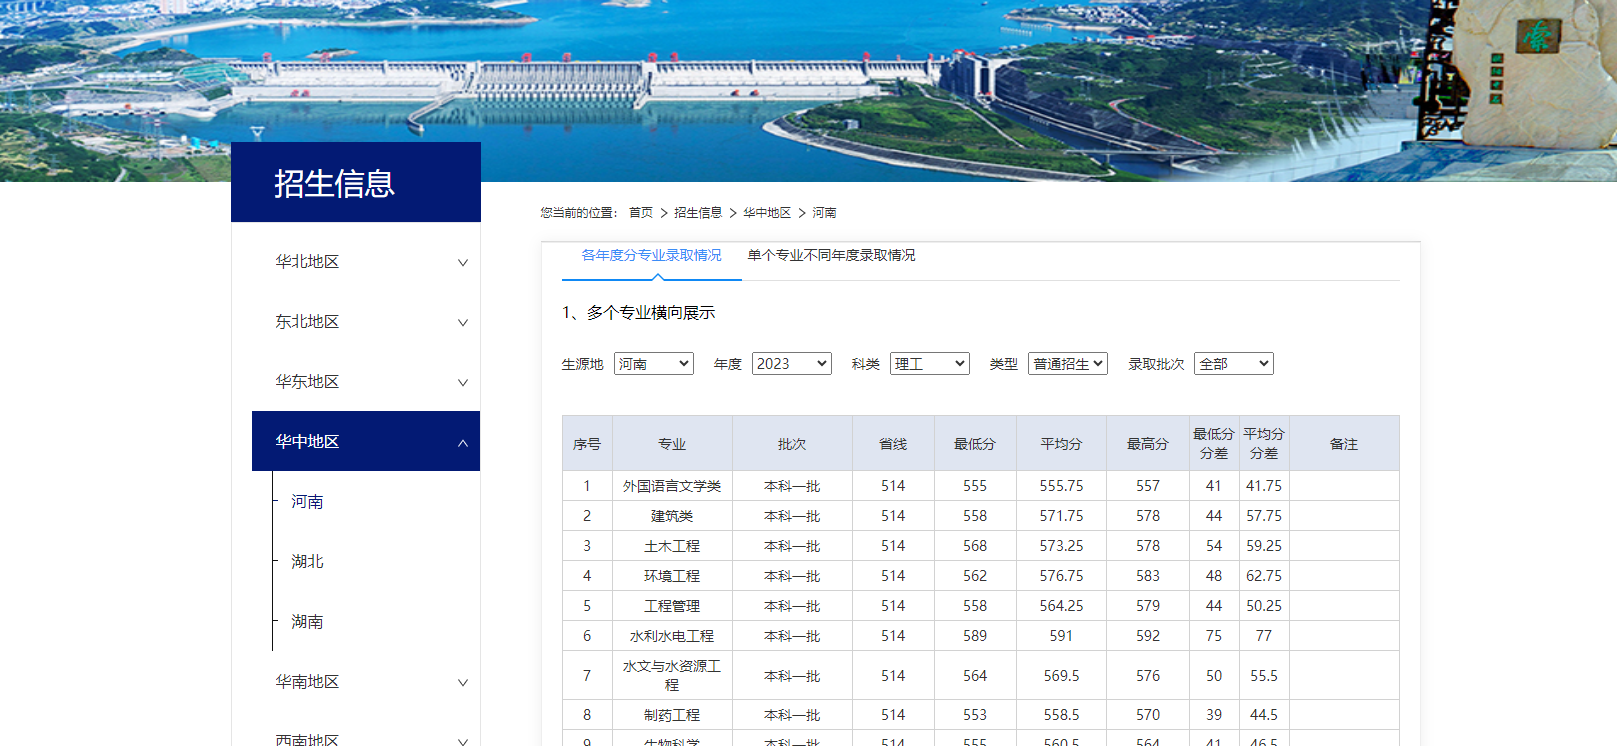 索
招生信息
您当前的位置： 首页 > 招生信息 > 华中地区 > 河南
华北地区
东北地区
华东地区
华中地区
河南
湖北
湖南
华南地区
西南地区
各年度分专业录取情况 单个专业不同年度录取情况
1、多个专业横向展示
生源地 河南 年度 2023 科类 理工 类型 普通招生 录取批次 全部
序号 专业 批次 省线 最低分 平均分 最高分 最低分分差 平均分分差 备注
1 外国语言文学类 本科一批 514 555 555.75 557 41 41.75
2 建筑类 本科一批 514 558 571.75 578 44 57.75
3 土木工程 本科一批 514 568 573.25 578 54 59.25
4 环境工程 本科一批 514 562 576.75 583 48 62.75
5 工程管理 本科一批 514 558 564.25 579 44 50.25
6 水利水电工程 本科一批 514 589 591 592 75 77
7 水文与水资源工程 本科一批 514 564 569.5 576 50 55.5
8 制药工程 本科一批 514 553 558.5 570 39 44.5
9 生物科学 本科一批 514 555 560.5 564 41 46.5